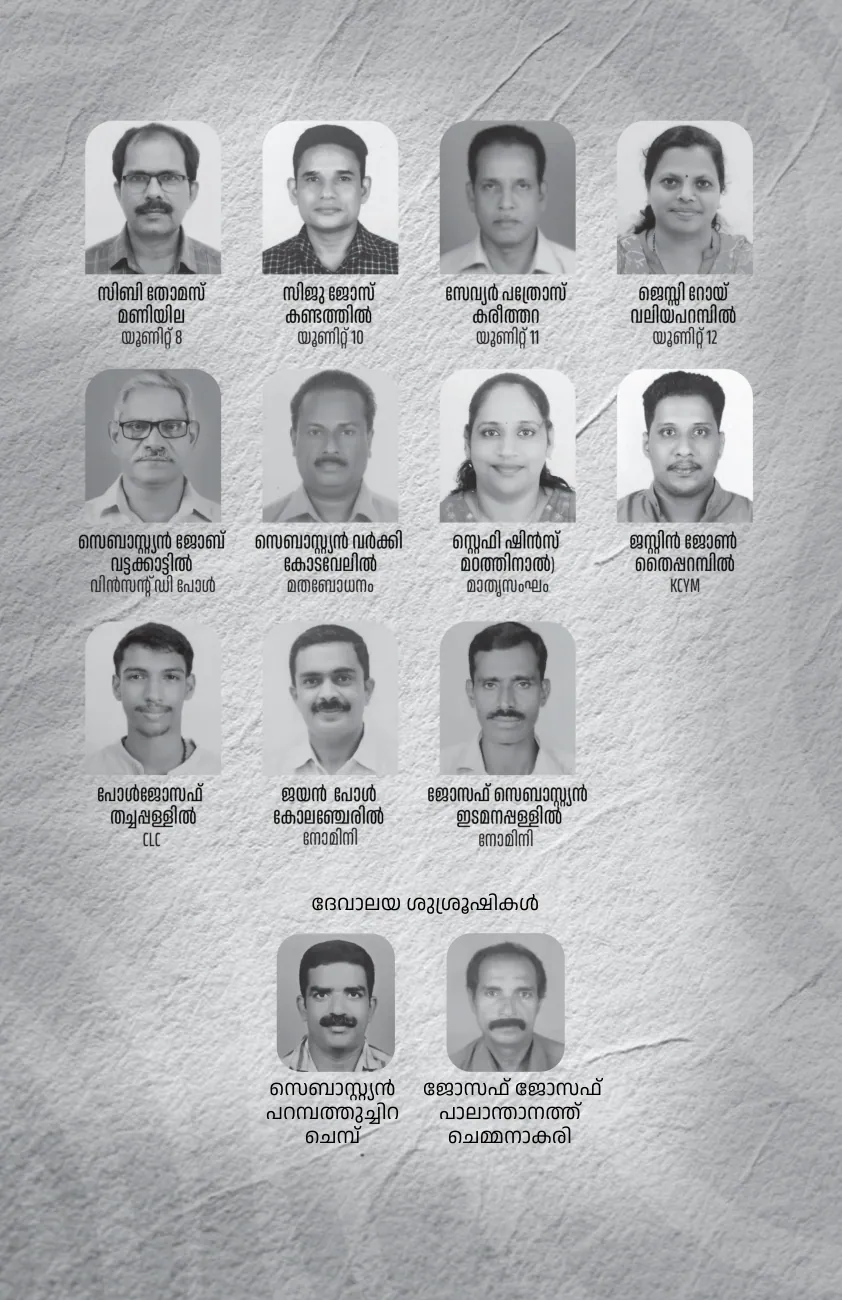 സിബി തോമസ്
മണിയില
യൂണിറ്റ് 8
സിജു ജോസ്
കണ്ടത്തിൽ
യൂണിറ്റ് 10
സേവ്യർ പത്രോസ്
കരീത്തറ
യൂണിറ്റ് 11
ജെസ്സി റോയ്
വലിയപറമ്പിൽ
യൂണിറ്റ് 12
സെബാസ്റ്റ്യൻ ജോബ്
വട്ടക്കാട്ടിൽ
വിൻസന്റ് ഡി പോൾ
സെബാസ്റ്റ്യൻ വർക്കി
കോടവേലിൽ
മതബോധനം
സ്റ്റെഫി ഷിൻസ്
മഠത്തിനാൽ)
മാതൃസംഘം
ജസ്റ്റിൻ ജോൺ
തൈപ്പറമ്പിൽ
KCYM
പോൾജോസഫ്
തച്ചപ്പള്ളിൽ
CLC
ജയൻ പോൾ
കോലഞ്ചേരിൽ
നോമിനി
ജോസഫ് സെബാസ്റ്റ്യൻ
ഇടമനപ്പള്ളിൽ
നോമിനി
ദേവാലയ ശുശ്രൂഷികൾ
സെബാസ്റ്റ്യൻ
പറമ്പത്തുച്ചിറ
ചെമ്പ്
ജോസഫ് ജോസഫ്
പാലാന്താനത്ത്
ചെമ്മനാകരി